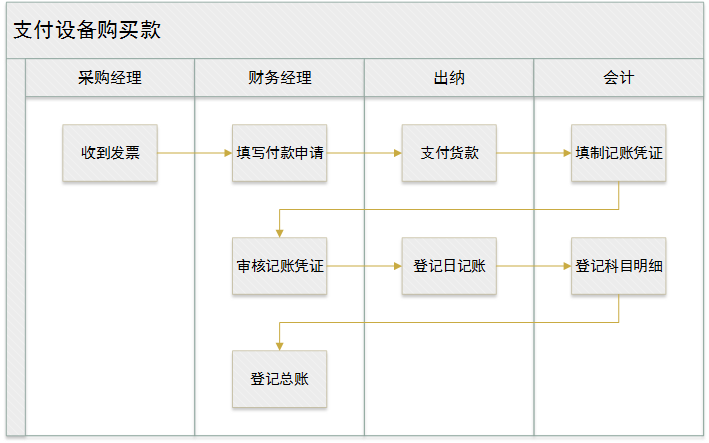 支付设备购买款
采购经理
财务经理
出纳
会计
收到发票
填写付款申请
支付货款
填制记账凭证
审核记账凭证
登记日记账
登记科目明细
登记总账